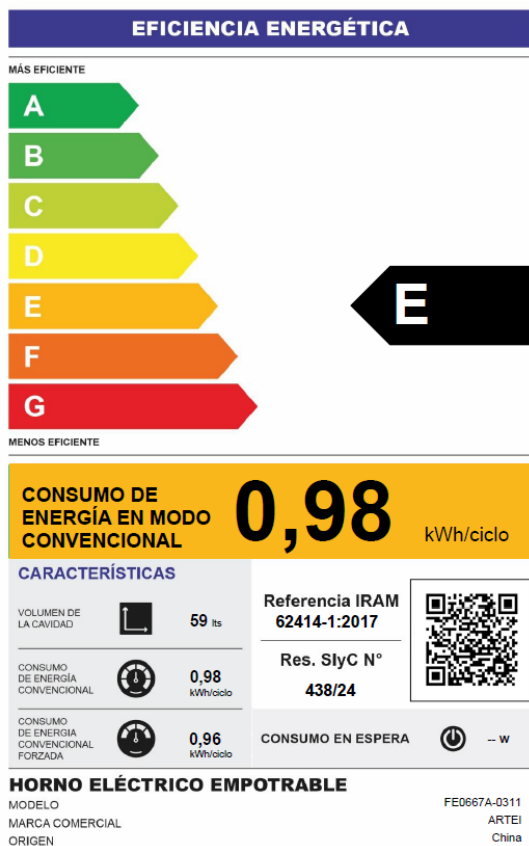 EFICIENCIA ENERGÉTICA
MÁS EFICIENTE
A
B
C
D
E
E
F
G
MENOS EFICIENTE
CONSUMO DE
ENERGÍA EN MODO
CONVENCIONAL
0,98
kWh/ciclo
CARACTERÍSTICAS
VOLUMEN DE
LA CAVIDAD
59 lts
CONSUMO
DE ENERGÍA
CONVENCIONAL
0,98
kWh/ciclo
CONSUMO
DE ENERGIA
CONVENCIONAL
FORZADA
0,96
kWh/ciclo
Referencia IRAM
62414-1:2017
Res. SIyC N°
438/24
CONSUMO EN ESPERA
-- W
HORNO ELÉCTRICO EMPOTRABLE
MODELO FE0667A-0311
MARCA COMERCIAL ARTEI
ORIGEN China